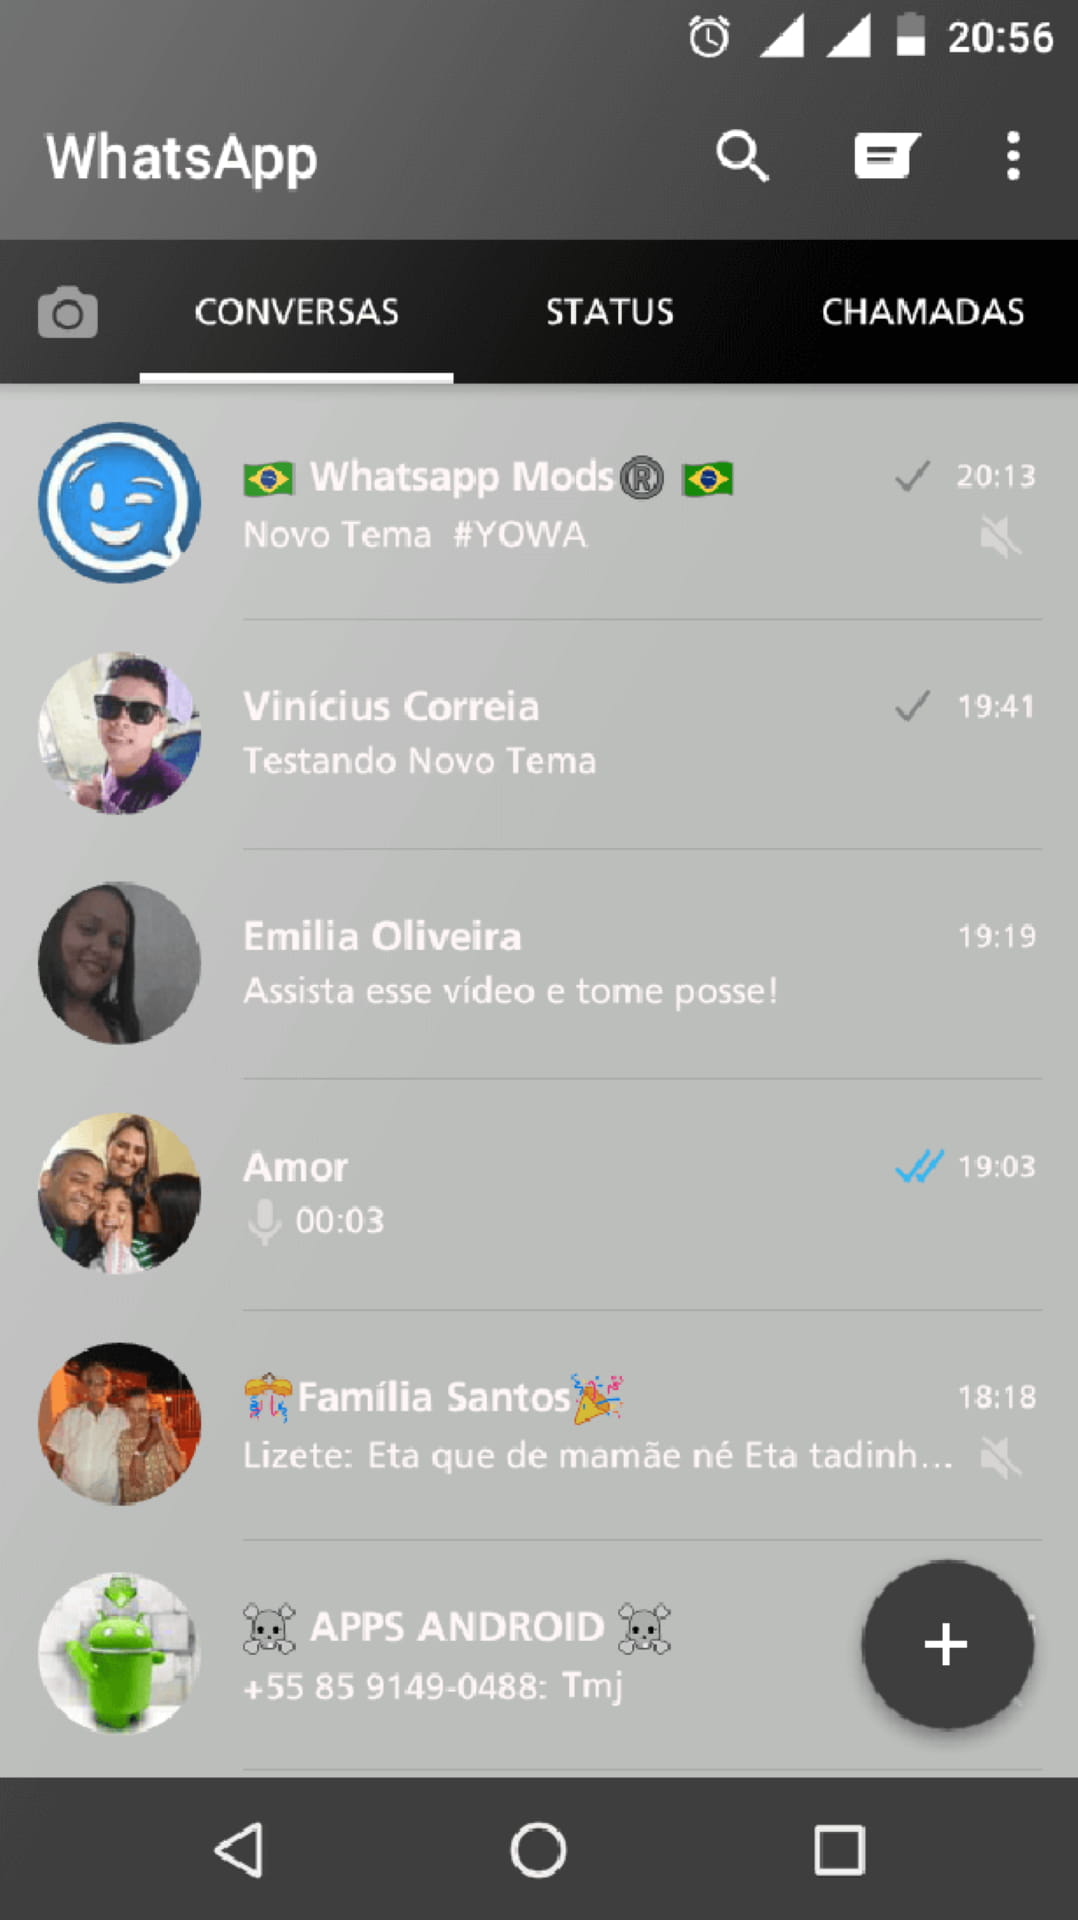 20:56
WhatsApp
CONVERSAS STATUS CHAMADAS
🇧🇷 Whatsapp Mods® 🇧🇷 20:13
Novo Tema #YOWA
Vinícius Correia 19:41
Testando Novo Tema
Emilia Oliveira 19:19
Assista esse vídeo e tome posse!
Amor 19:03
00:03
🎊Família Santos🎉 18:18
Lizete: Eta que de mamãe né Eta tadinh...
☠ APPS ANDROID ☠
+55 85 9149-0488: Tmj